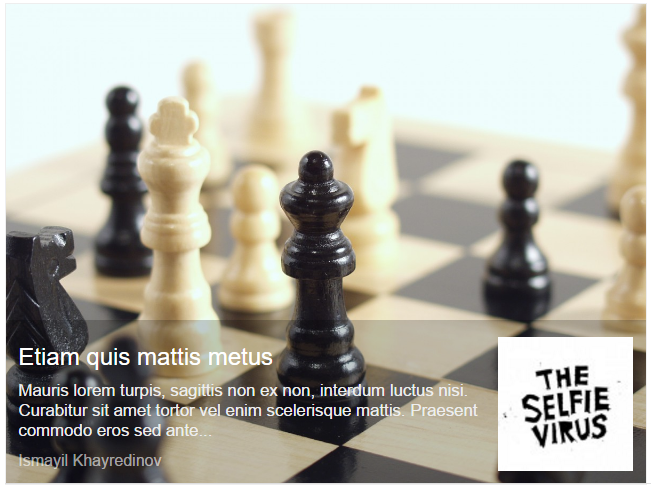 Etiam quis mattis metus
Mauris lorem turpis, sagittis non ex non, interdum luctus nisi.
Curabitur sit amet tortor vel enim scelerisque mattis. Praesent
commodo eros sed ante...
Ismayil Khayredinov
THE
SELFIE
VIRUS